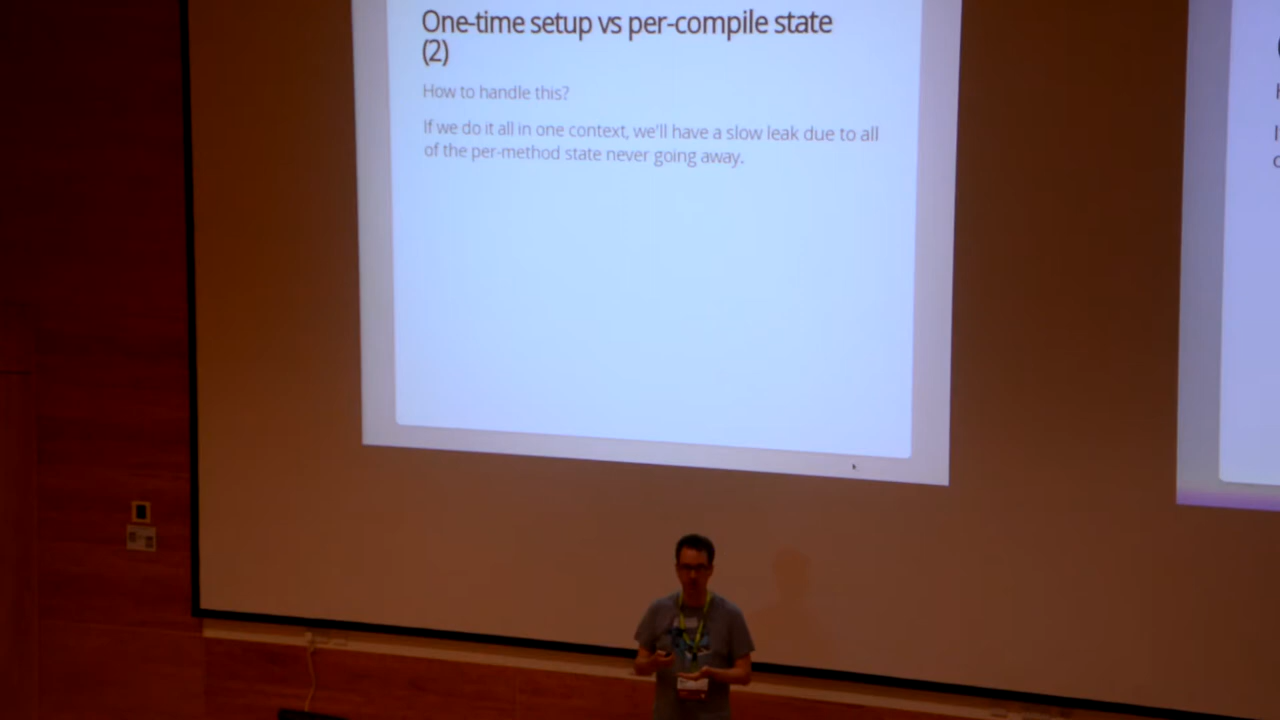 One-time setup vs per-compile state
(2)
How to handle this?
If we do it all in one context, we'll have a slow leak due to all
of the per-method state never going away.